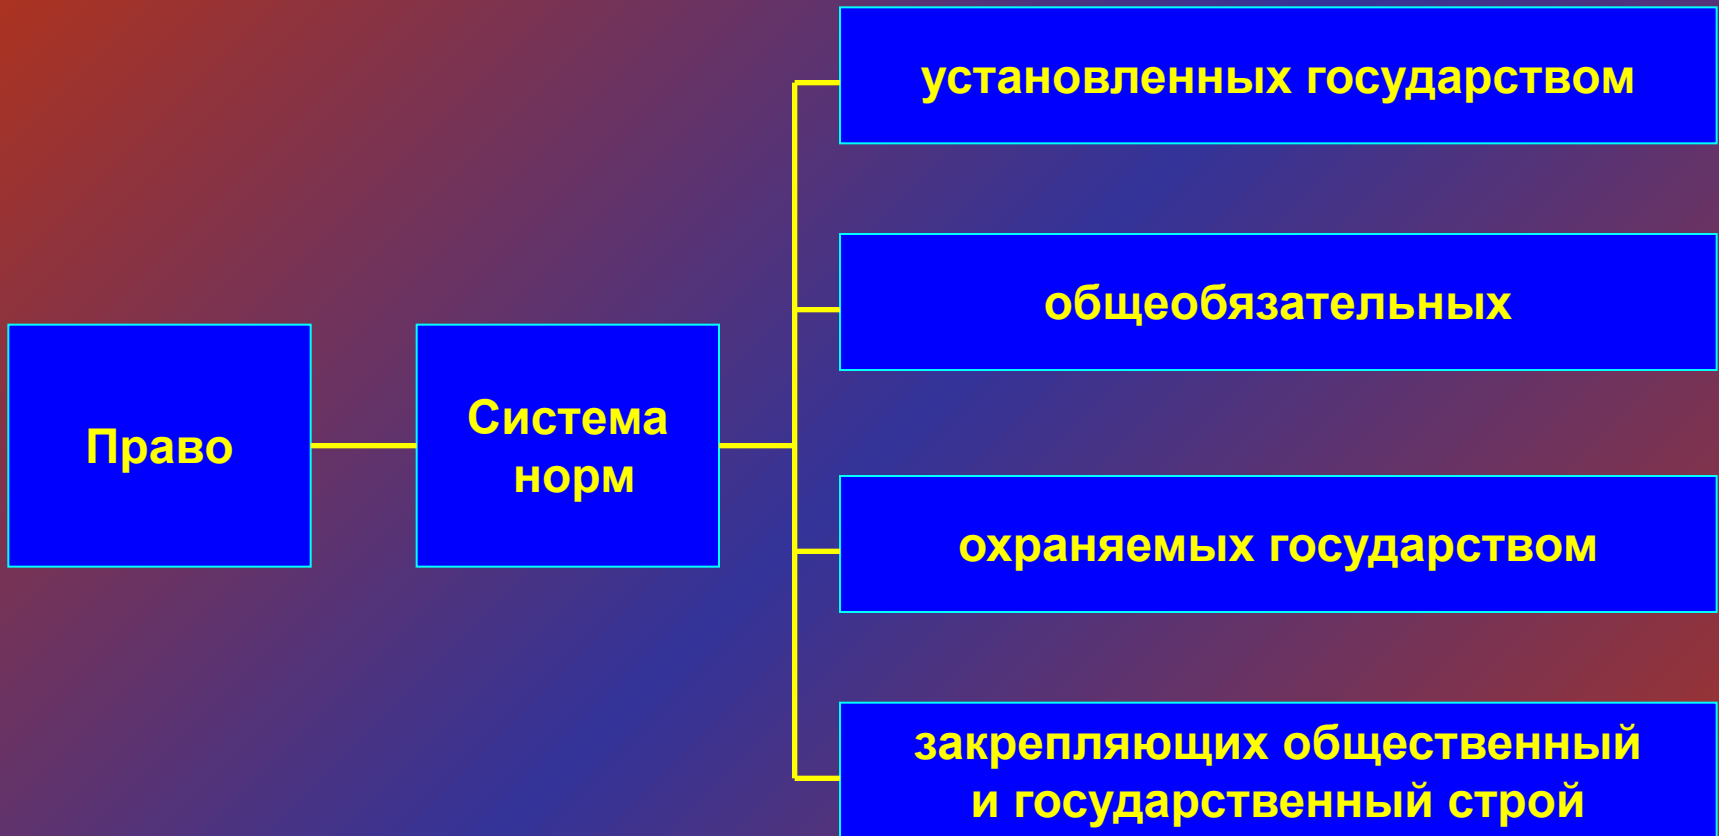 Право
Система
норм
установленных государством
общеобязательных
охраняемых государством
закрепляющих общественный
и государственный строй